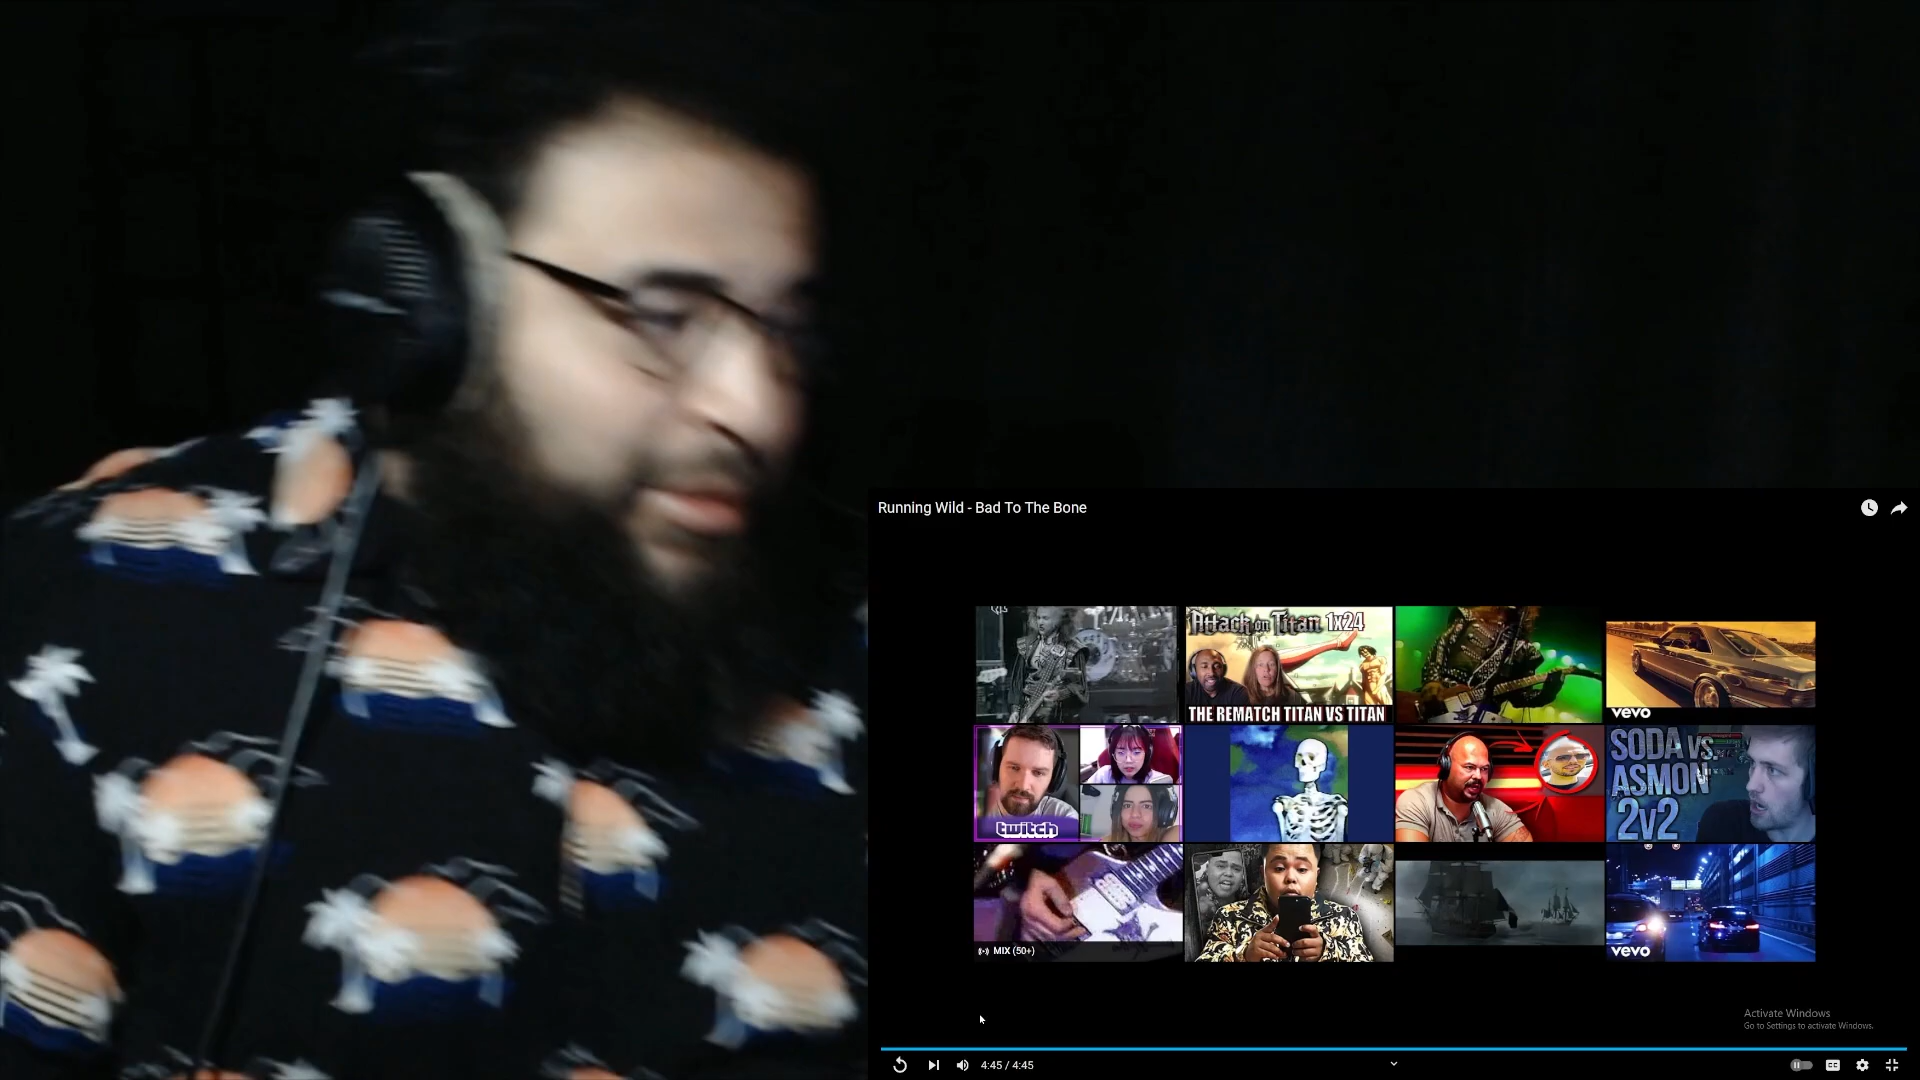 Running Wild - Bad To The Bone
Attack on Titan 1x24
THE REMATCH TITAN VS TITAN
vevo
twitch
SODA VS.
ASMON
2v2
MIX (50+)
vevo
Activate Windows
Go to Settings to activate Windows.
4:45 / 4:45
CC